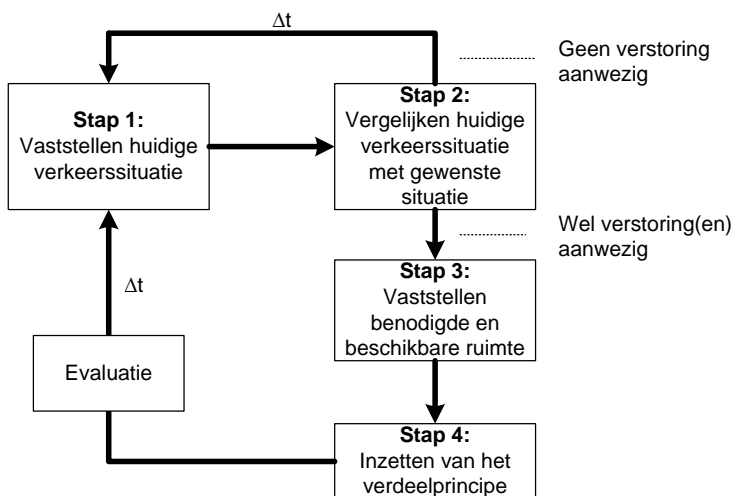 Δt
Geen verstoring
aanwezig
Stap 1:
Vaststellen huidige
verkeerssituatie
Stap 2:
Vergelijken huidige
verkeerssituatie
met gewenste
situatie
Wel verstoring(en)
aanwezig
Stap 3:
Vaststellen
benodigde en
beschikbare ruimte
Δt
Evaluatie
Stap 4:
Inzetten van het
verdeelprincipe